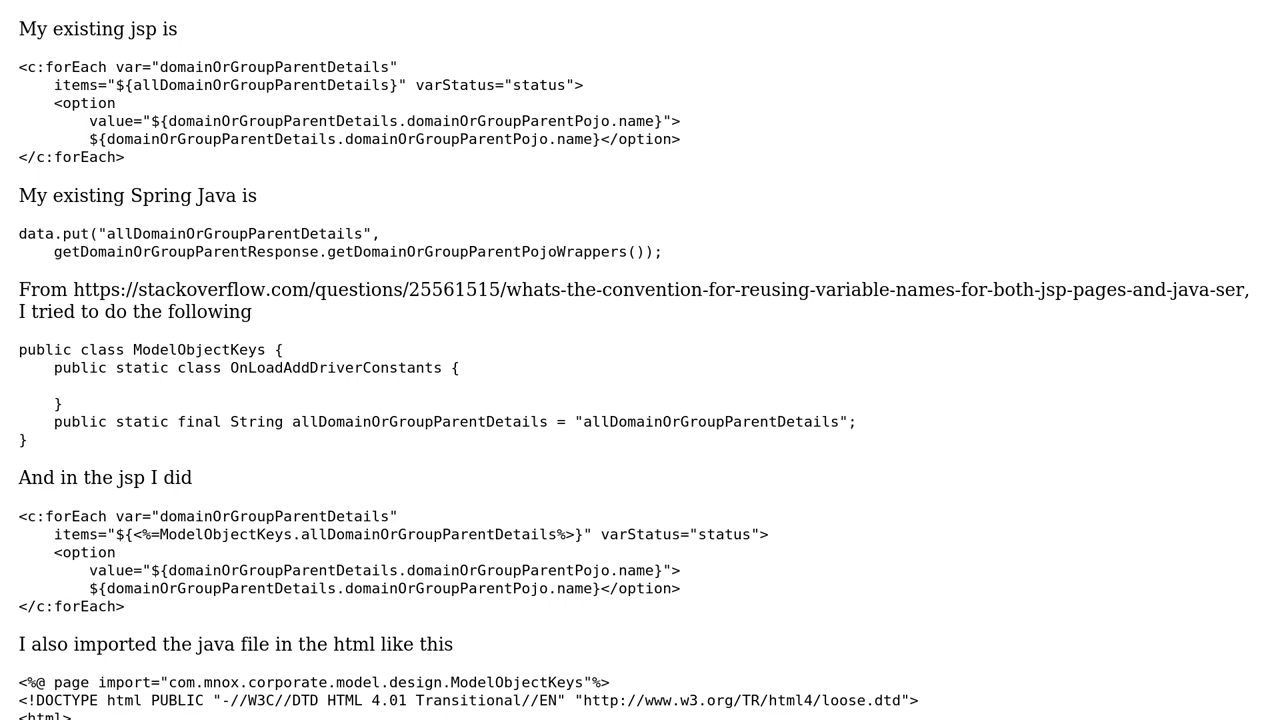 My existing jsp is
<c:forEach var="domainOrGroupParentDetails"
    items="${allDomainOrGroupParentDetails}" varStatus="status">
    <option
        value="${domainOrGroupParentDetails.domainOrGroupParentPojo.name}">
        ${domainOrGroupParentDetails.domainOrGroupParentPojo.name}</option>
</c:forEach>
My existing Spring Java is
data.put("allDomainOrGroupParentDetails",
    getDomainOrGroupParentResponse.getDomainOrGroupParentPojoWrappers());
From https://stackoverflow.com/questions/25561515/whats-the-convention-for-reusing-variable-names-for-both-jsp-pages-and-java-ser,
I tried to do the following
public class ModelObjectKeys {
    public static class OnLoadAddDriverConstants {
    }
    public static final String allDomainOrGroupParentDetails = "allDomainOrGroupParentDetails";
}
And in the jsp I did
<c:forEach var="domainOrGroupParentDetails"
    items="${<%=ModelObjectKeys.allDomainOrGroupParentDetails%>}" varStatus="status">
    <option
        value="${domainOrGroupParentDetails.domainOrGroupParentPojo.name}">
        ${domainOrGroupParentDetails.domainOrGroupParentPojo.name}</option>
</c:forEach>
I also imported the java file in the html like this
<%@ page import="com.mnox.corporate.model.design.ModelObjectKeys"%>
<!DOCTYPE html PUBLIC "-//W3C//DTD HTML 4.01 Transitional//EN" "http://www.w3.org/TR/html4/loose.dtd">
<html>